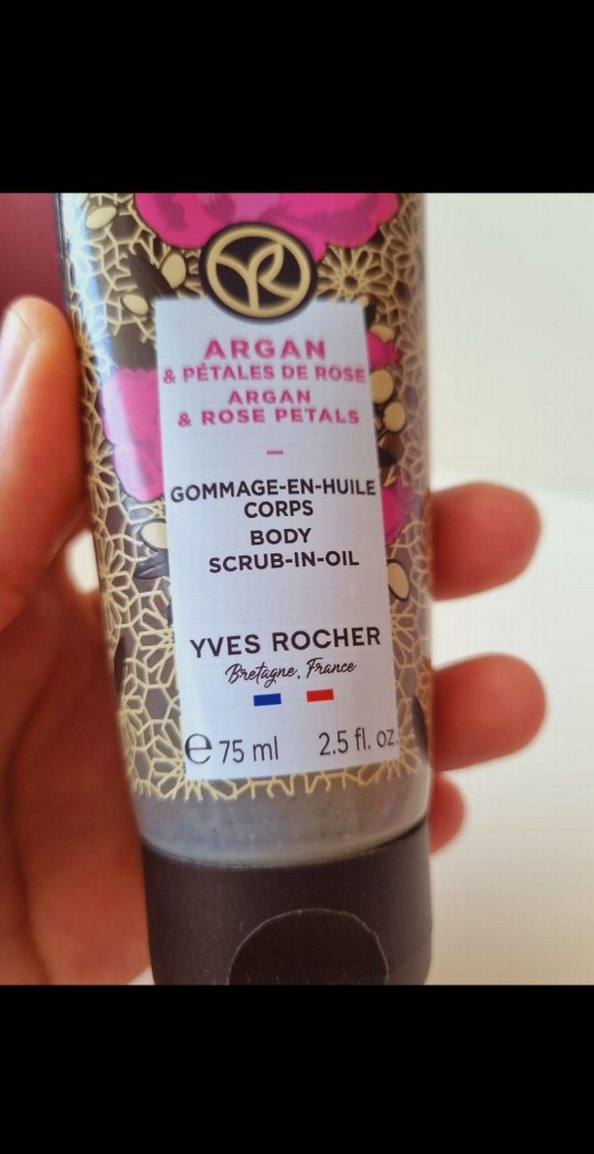 YR
ARGAN
& PÉTALES DE ROSE
ARGAN
& ROSE PETALS
GOMMAGE-EN-HUILE
CORPS
BODY
SCRUB-IN-OIL
YVES ROCHER
Bretagne, France
℮ 75 ml 2.5 fl. oz.